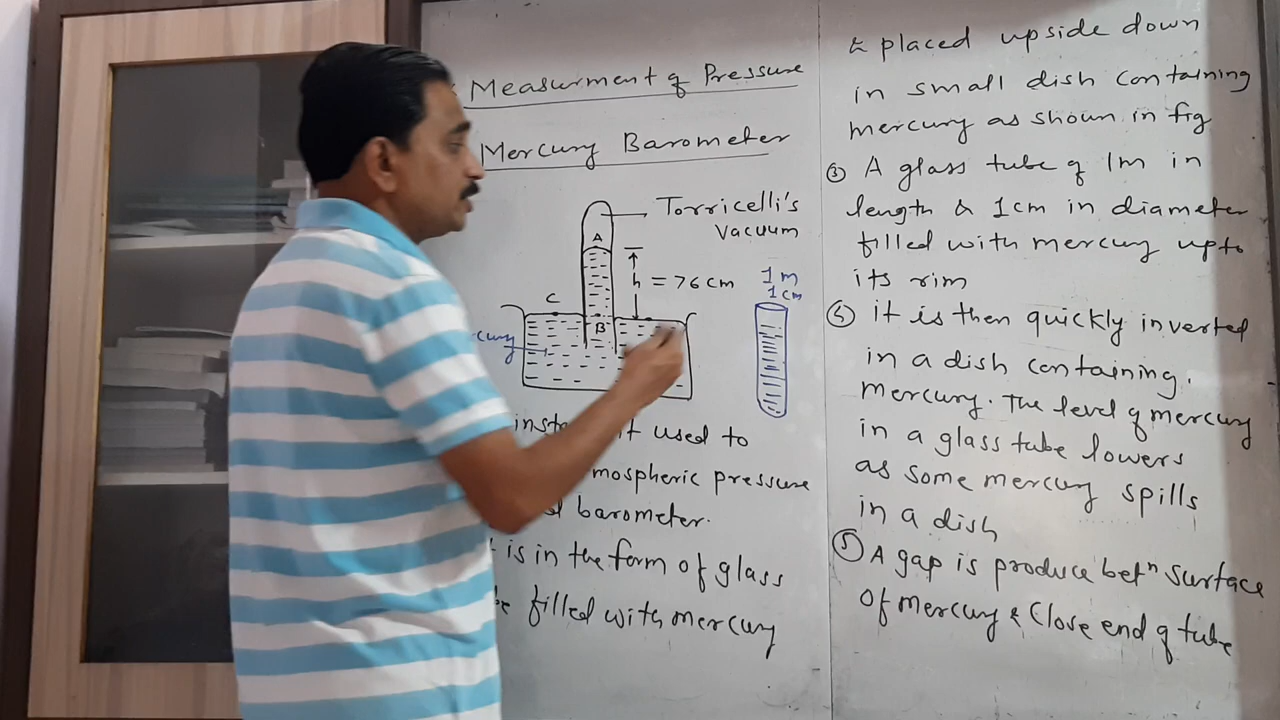 Measurment of Pressure
Mercury Barometer
Torricelli's
Vacuum
A
h = 76 cm
C
B
1 m
1 cm
used to
mospheric pressure
barometer.
is in the form of glass
filled with mercury
& placed upside down
in small dish containing
mercury as shown in fig
③ A glass tube of 1m in
length & 1cm in diameter
filled with mercury upto
its rim
④ it is then quickly inverted
in a dish containing.
Mercury. The level of mercury
in a glass tube lowers
as some mercury spills
in a dish
⑤ A gap is produce betn surface
of mercury & Close end of tube